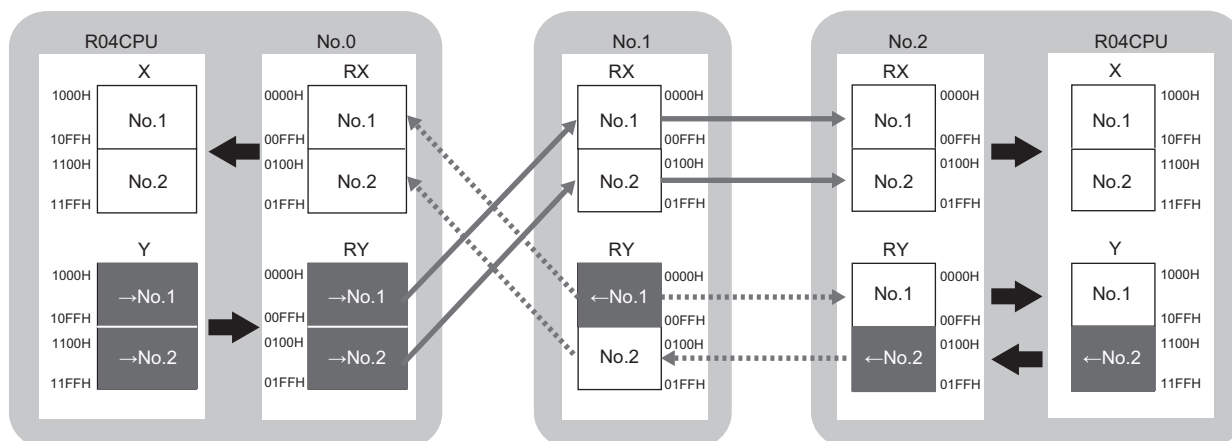 R04CPU No.0 No.1 No.2 R04CPU
X RX RX RX X
1000H 0000H 0000H 0000H 1000H
No.1 No.1 No.1 No.1 No.1
10FFH 00FFH 00FFH 00FFH 10FFH
1100H 0100H 0100H 0100H 1100H
No.2 No.2 No.2 No.2 No.2
11FFH 01FFH 01FFH 01FFH 11FFH
Y RY RY RY Y
1000H 0000H 0000H 0000H 1000H
→No.1 →No.1 ←No.1 No.1 No.1
10FFH 00FFH 00FFH 00FFH 10FFH
1100H 0100H 0100H 0100H 1100H
→No.2 →No.2 No.2 ←No.2 ←No.2
11FFH 01FFH 01FFH 01FFH 11FFH